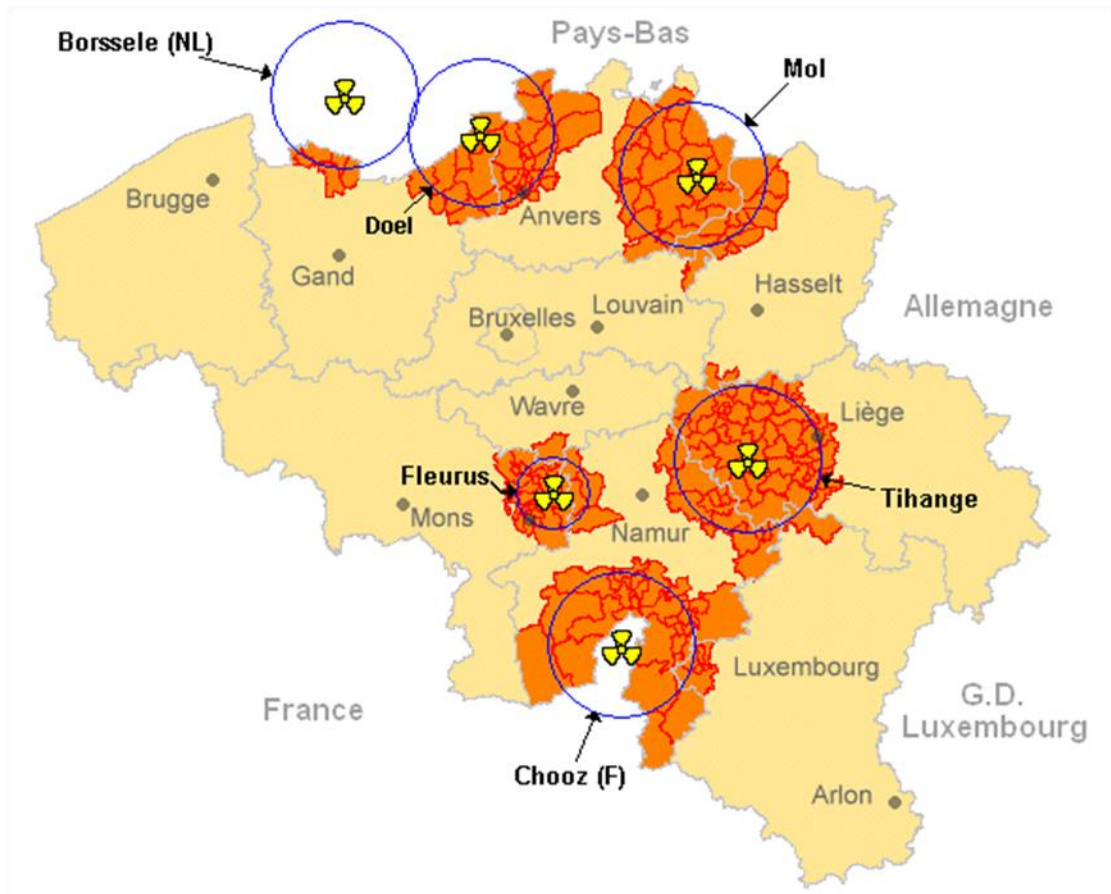 Pays-Bas
Borssele (NL)
Mol
Brugge
Doel
Anvers
Gand
Hasselt
Louvain
Bruxelles
Allemagne
Wavre
Liège
Fleurus
Tihange
Mons
Namur
Luxembourg
France
G.D.
Luxembourg
Chooz (F)
Arlon